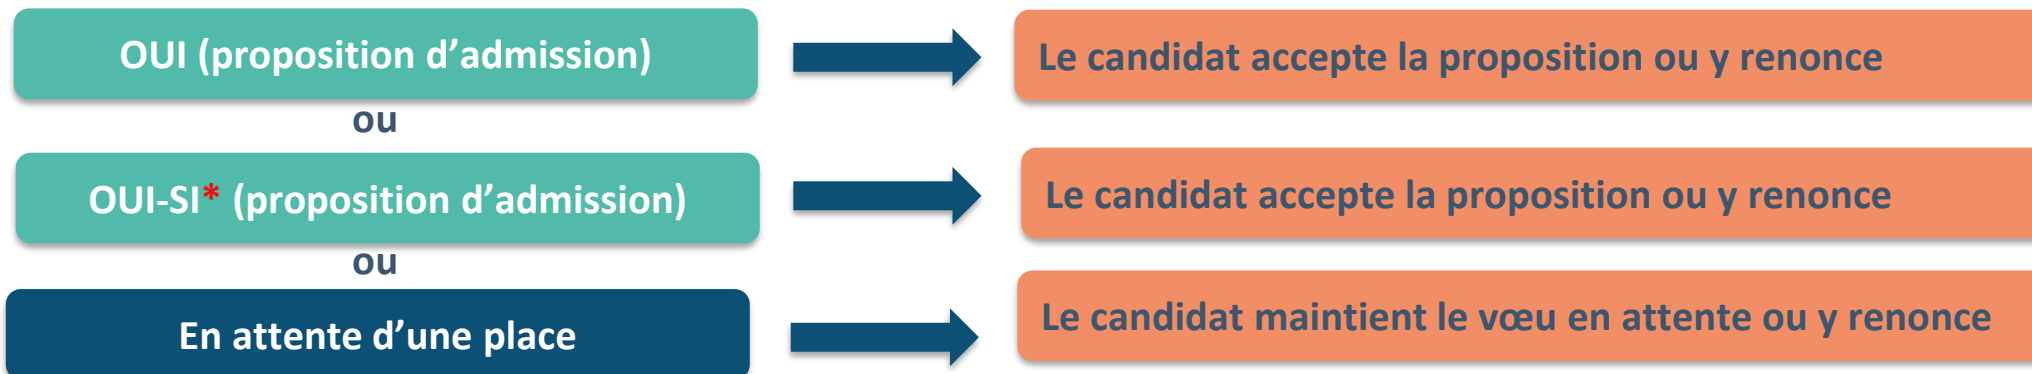 OUI (proposition d’admission)
Le candidat accepte la proposition ou y renonce
ou
OUI-SI* (proposition d’admission)
Le candidat accepte la proposition ou y renonce
ou
En attente d’une place
Le candidat maintient le vœu en attente ou y renonce